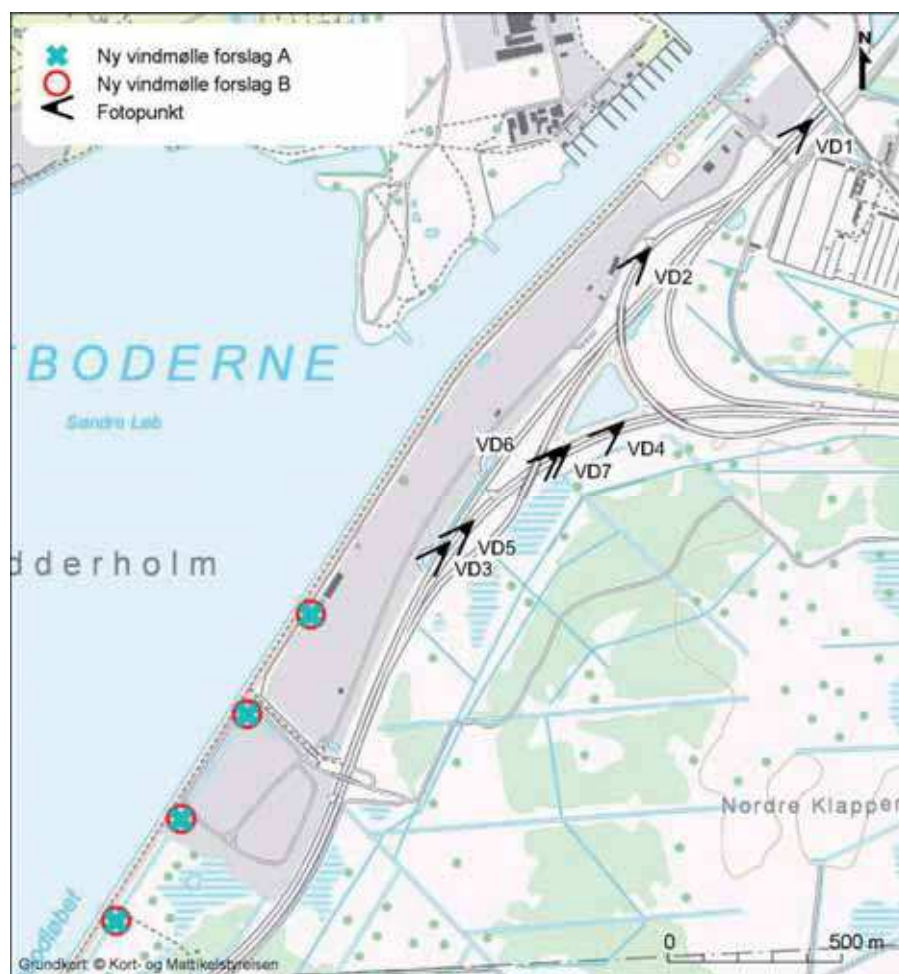 Ny vindmølle forslag A
Ny vindmølle forslag B
Fotopunkt
N
VD1
VD2
BODERNE
Søndre Løb
VD6
VD4
VD7
VD5
VD3
dderholm
Nordre Klapper
0 500 m
Grundkort: © Kort- og Matrikelstyrelsen